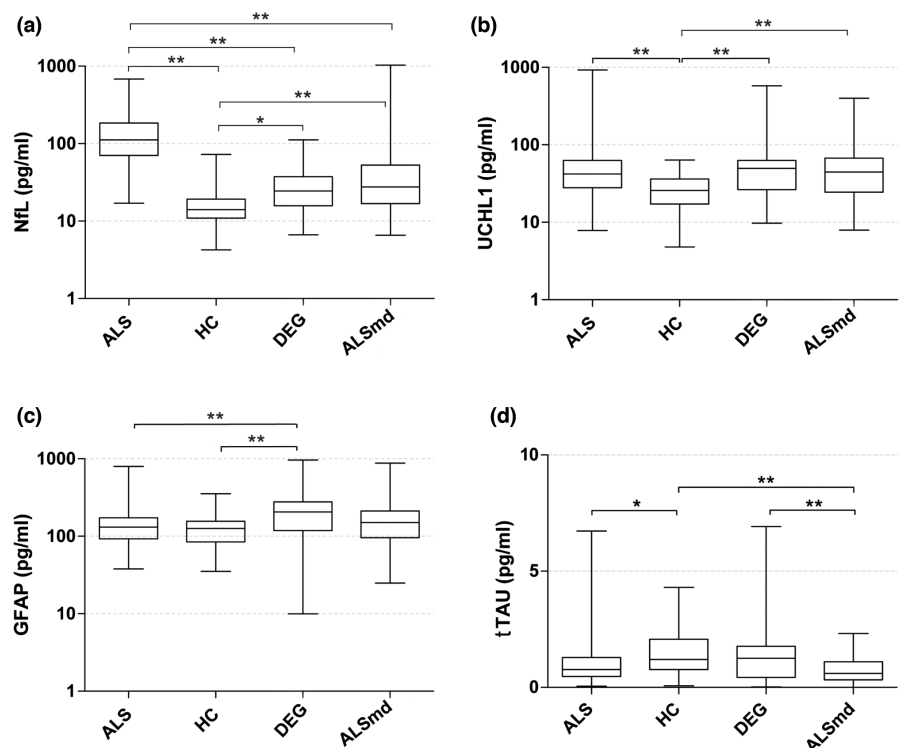 (a)
**
**
**
**
*
1000
100
10
1
NfL (pg/ml)
ALS
HC
DEG
ALSmd
(b)
**
**
**
1000
100
10
1
UCHL1 (pg/ml)
ALS
HC
DEG
ALSmd
(c)
**
**
1000
100
10
1
GFAP (pg/ml)
ALS
HC
DEG
ALSmd
(d)
10
**
*
**
5
0
tTAU (pg/ml)
ALS
HC
DEG
ALSmd